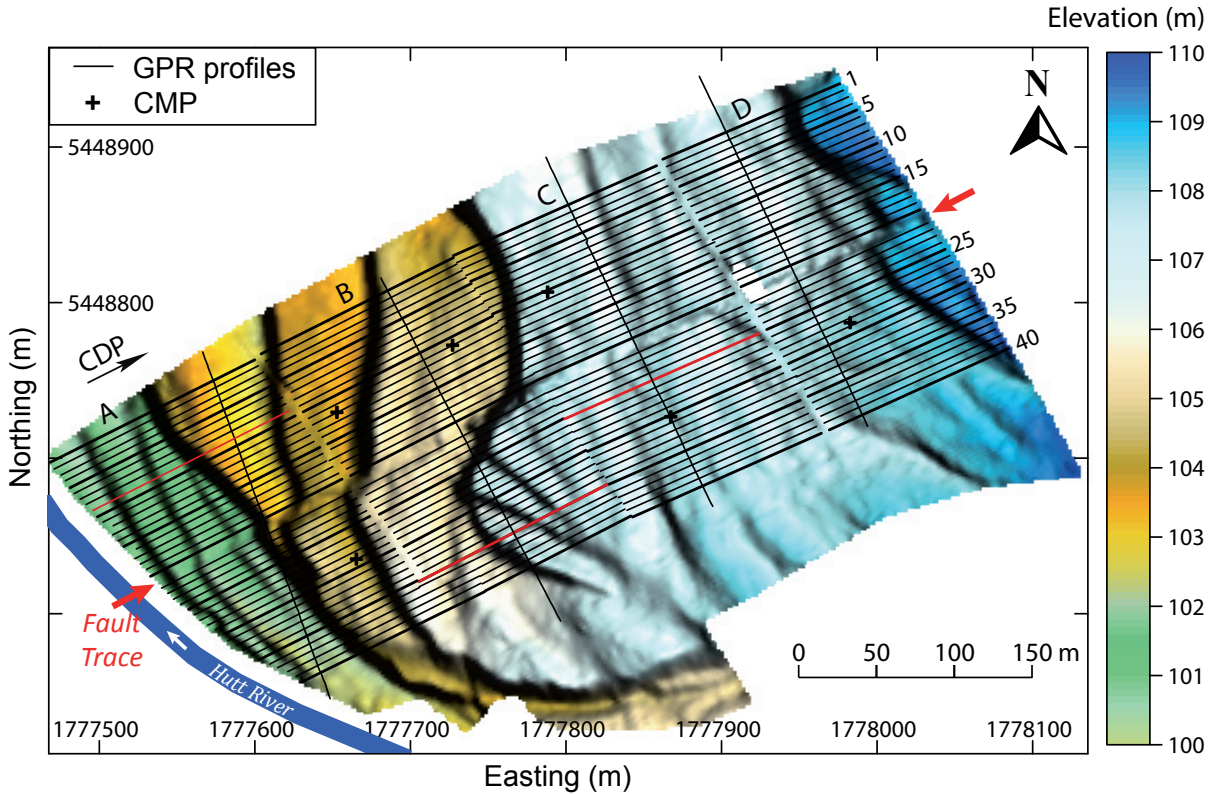 Elevation (m)
GPR profiles
CMP
N
110
109
108
107
106
105
104
103
102
101
100
1
5
10
15
25
30
35
40
D
C
B
A
CDP
5448900
5448800
Northing (m)
Fault
Trace
Hutt River
0 50 100 150 m
1777500 1777600 1777700 1777800 1777900 1778000 1778100
Easting (m)